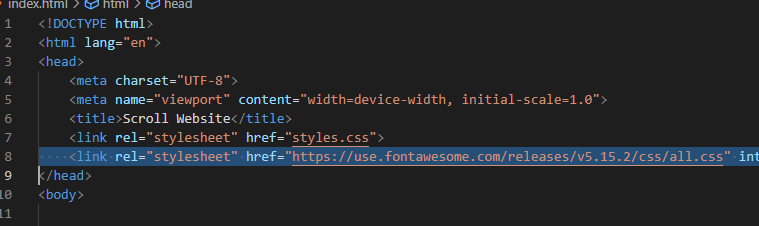 index.html > html > head
1 <!DOCTYPE html>
2 <html lang="en">
3 <head>
4 <meta charset="UTF-8">
5 <meta name="viewport" content="width=device-width, initial-scale=1.0">
6 <title>Scroll Website</title>
7 <link rel="stylesheet" href="styles.css">
8 <link rel="stylesheet" href="https://use.fontawesome.com/releases/v5.15.2/css/all.css" int
9 </head>
10 <body>
11